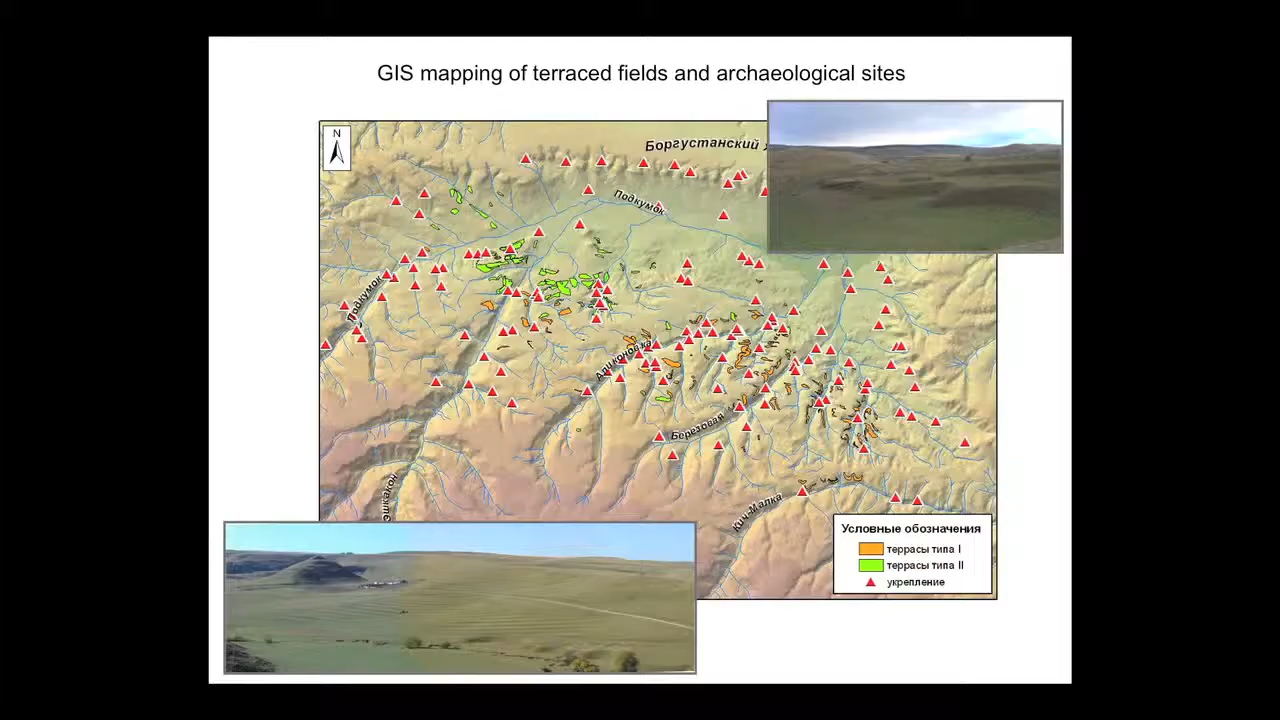 GIS mapping of terraced fields and archaeological sites
N
Боргустанский
Подкумок
Подкумок
Аликоновка
Березовая
Эшкакон
Кич-Малка
Условные обозначения
террасы типа I
террасы типа II
укрепление